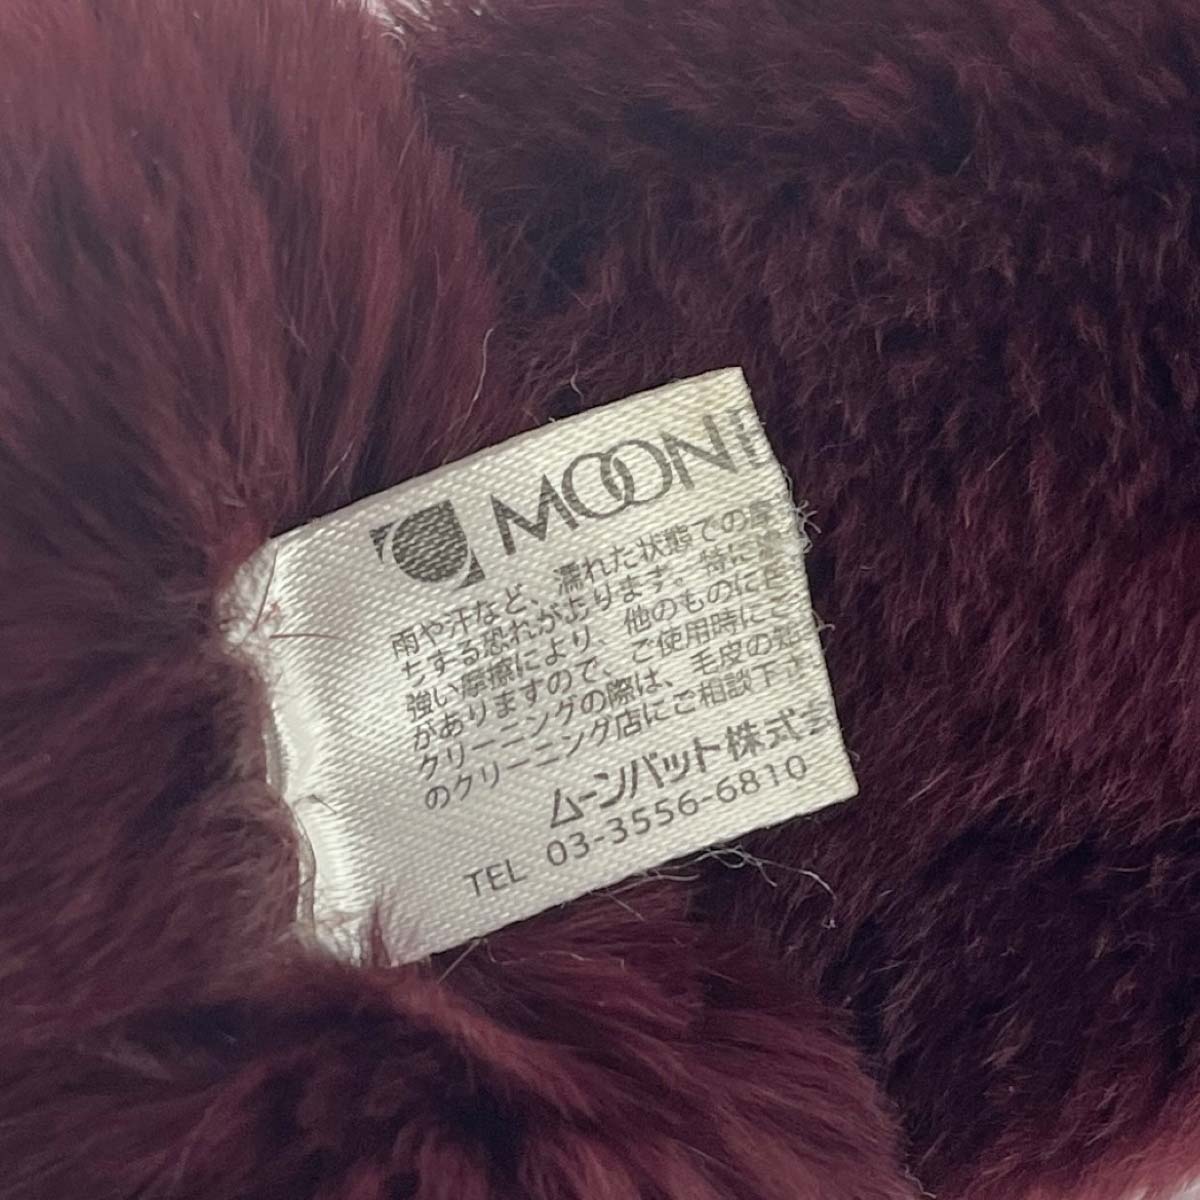 MOON
雨や汗など、濡れた状態での摩
ちする恐れがあります。特に
強い摩擦により、他のものに色
がありますので、ご使用時にご
クリーニングの際は、毛皮の
のクリーニング店にご相談下さ
ムーンバット株式
TEL 03-3556-6810